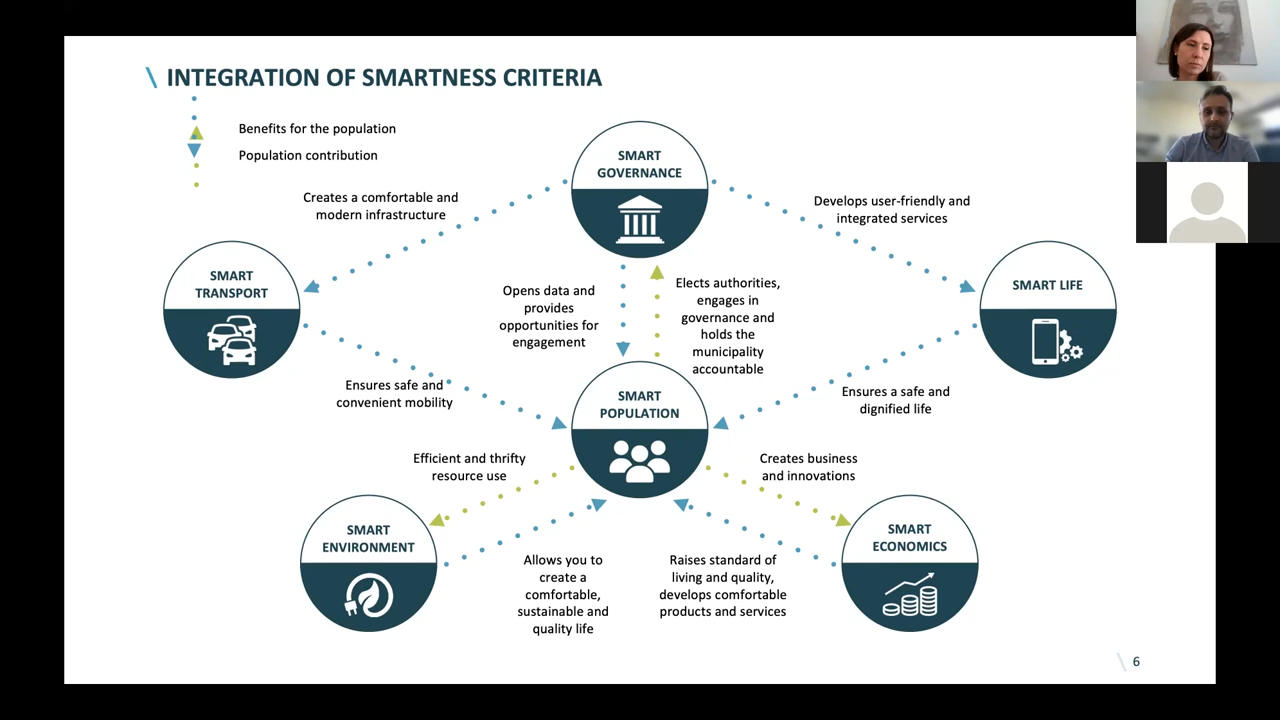 \ INTEGRATION OF SMARTNESS CRITERIA
Benefits for the population
Population contribution
SMART
GOVERNANCE
Creates a comfortable and
modern infrastructure
Develops user-friendly and
integrated services
SMART
TRANSPORT
SMART LIFE
Opens data and
provides
opportunities for
engagement
Elects authorities,
engages in
governance and
holds the
municipality
accountable
Ensures safe and
convenient mobility
Ensures a safe and
dignified life
SMART
POPULATION
Efficient and thrifty
resource use
Creates business
and innovations
SMART
ENVIRONMENT
SMART
ECONOMICS
Allows you to
create a
comfortable,
sustainable and
quality life
Raises standard of
living and quality,
develops comfortable
products and services
\ 6